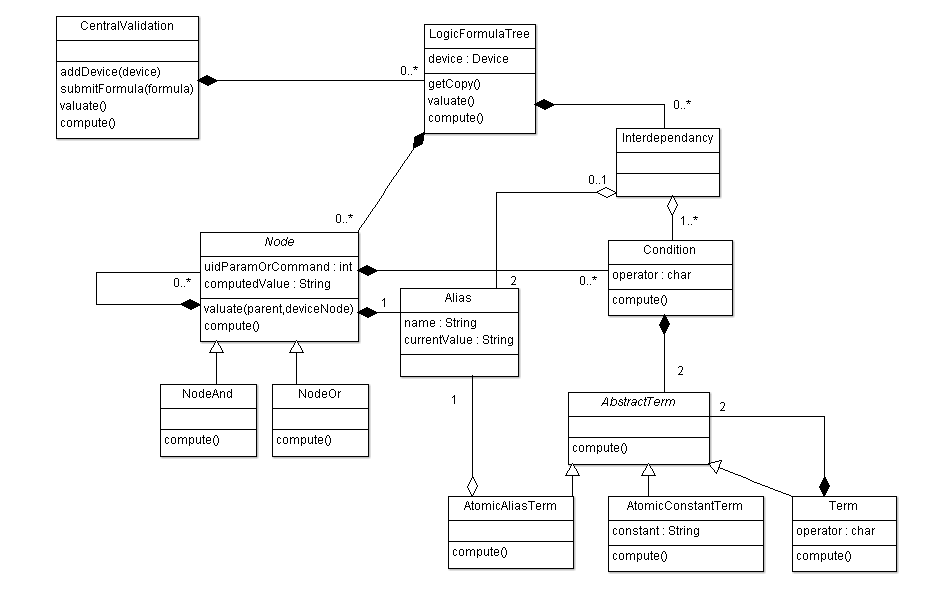 CentralValidation
addDevice(device)
submitFormula(formula)
valuate()
compute()
0..*
LogicFormulaTree
device : Device
getCopy()
valuate()
compute()
0..*
Interdependancy
0..1
1..*
0..*
Node
uidParamOrCommand : int
computedValue : String
valuate(parent,deviceNode)
compute()
0..*
0..*
Condition
operator : char
compute()
1
2
Alias
name : String
currentValue : String
NodeAnd
compute()
NodeOr
compute()
1
2
AbstractTerm
compute()
2
AtomicAliasTerm
compute()
AtomicConstantTerm
constant : String
compute()
Term
operator : char
compute()